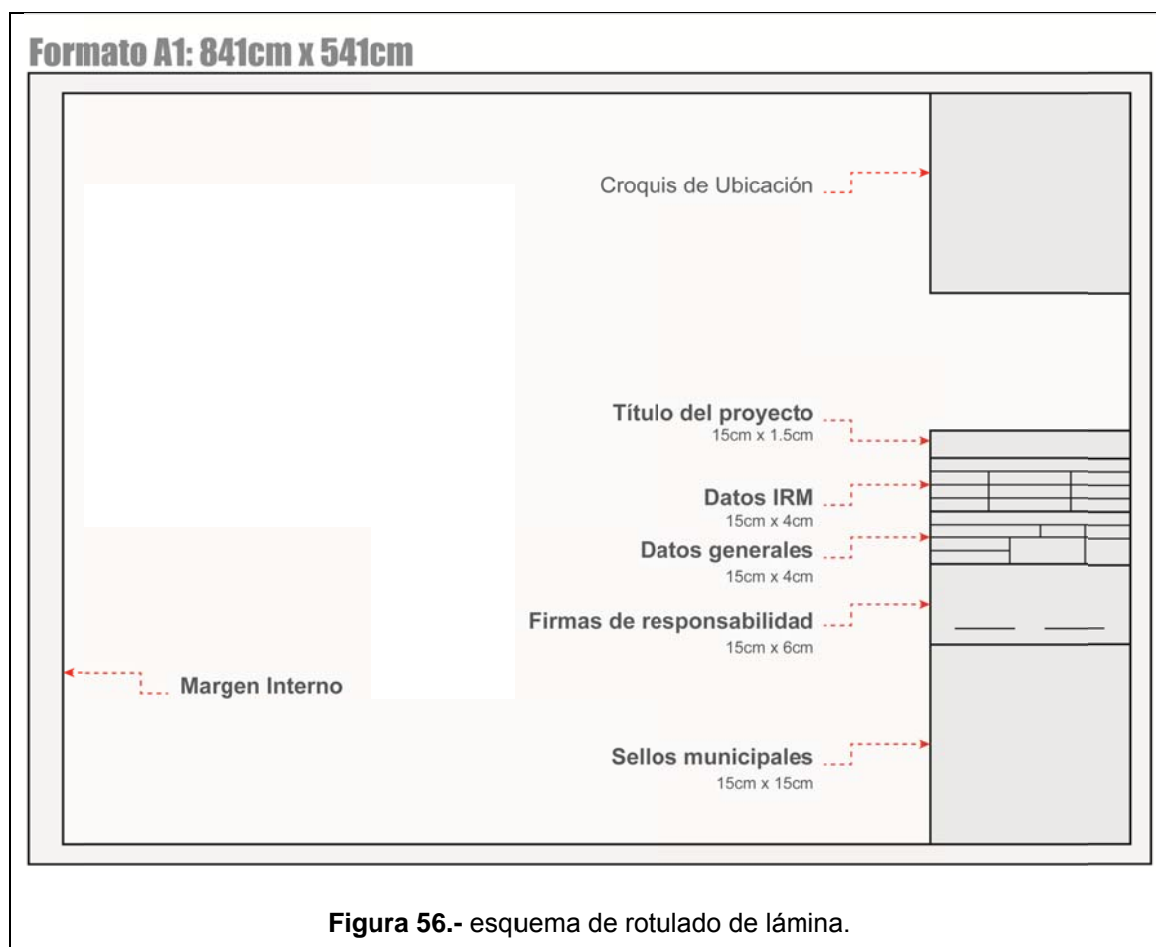 Formato A1: 841cm x 541cm
Croquis de Ubicación
Título del proyecto
15cm x 1.5cm
Datos IRM
15cm x 4cm
Datos generales
15cm x 4cm
Firmas de responsabilidad
15cm x 6cm
Margen Interno
Sellos municipales
15cm x 15cm
Figura 56.- esquema de rotulado de lámina.